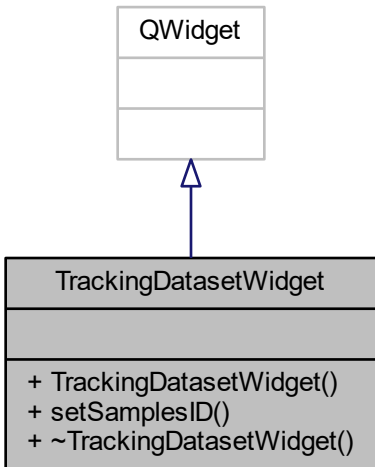 QWidget
TrackingDatasetWidget
+ TrackingDatasetWidget()
+ setSamplesID()
+ ~TrackingDatasetWidget()